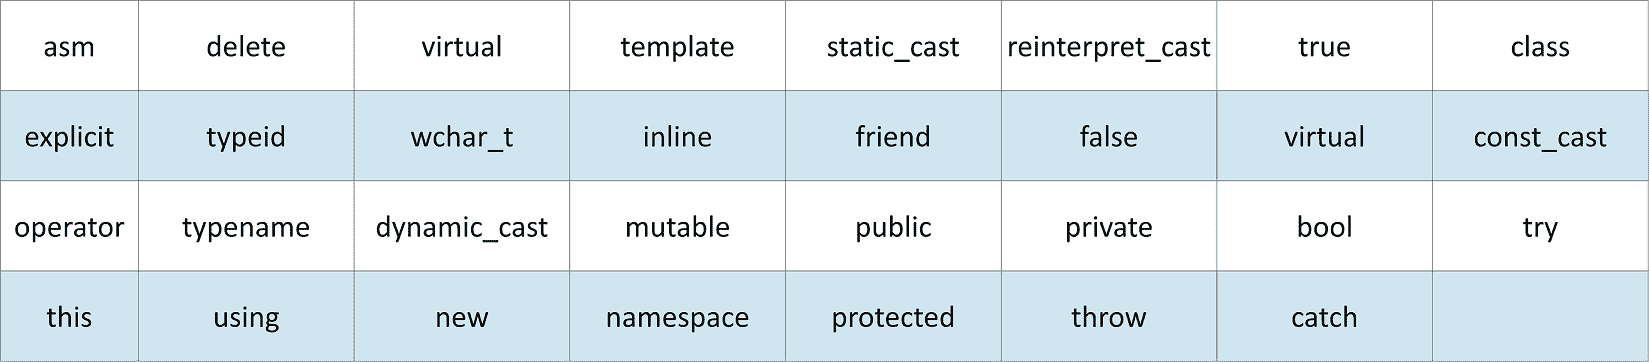 asm delete virtual template static_cast reinterpret_cast true class
explicit typeid wchar_t inline friend false virtual const_cast
operator typename dynamic_cast mutable public private bool try
this using new namespace protected throw catch